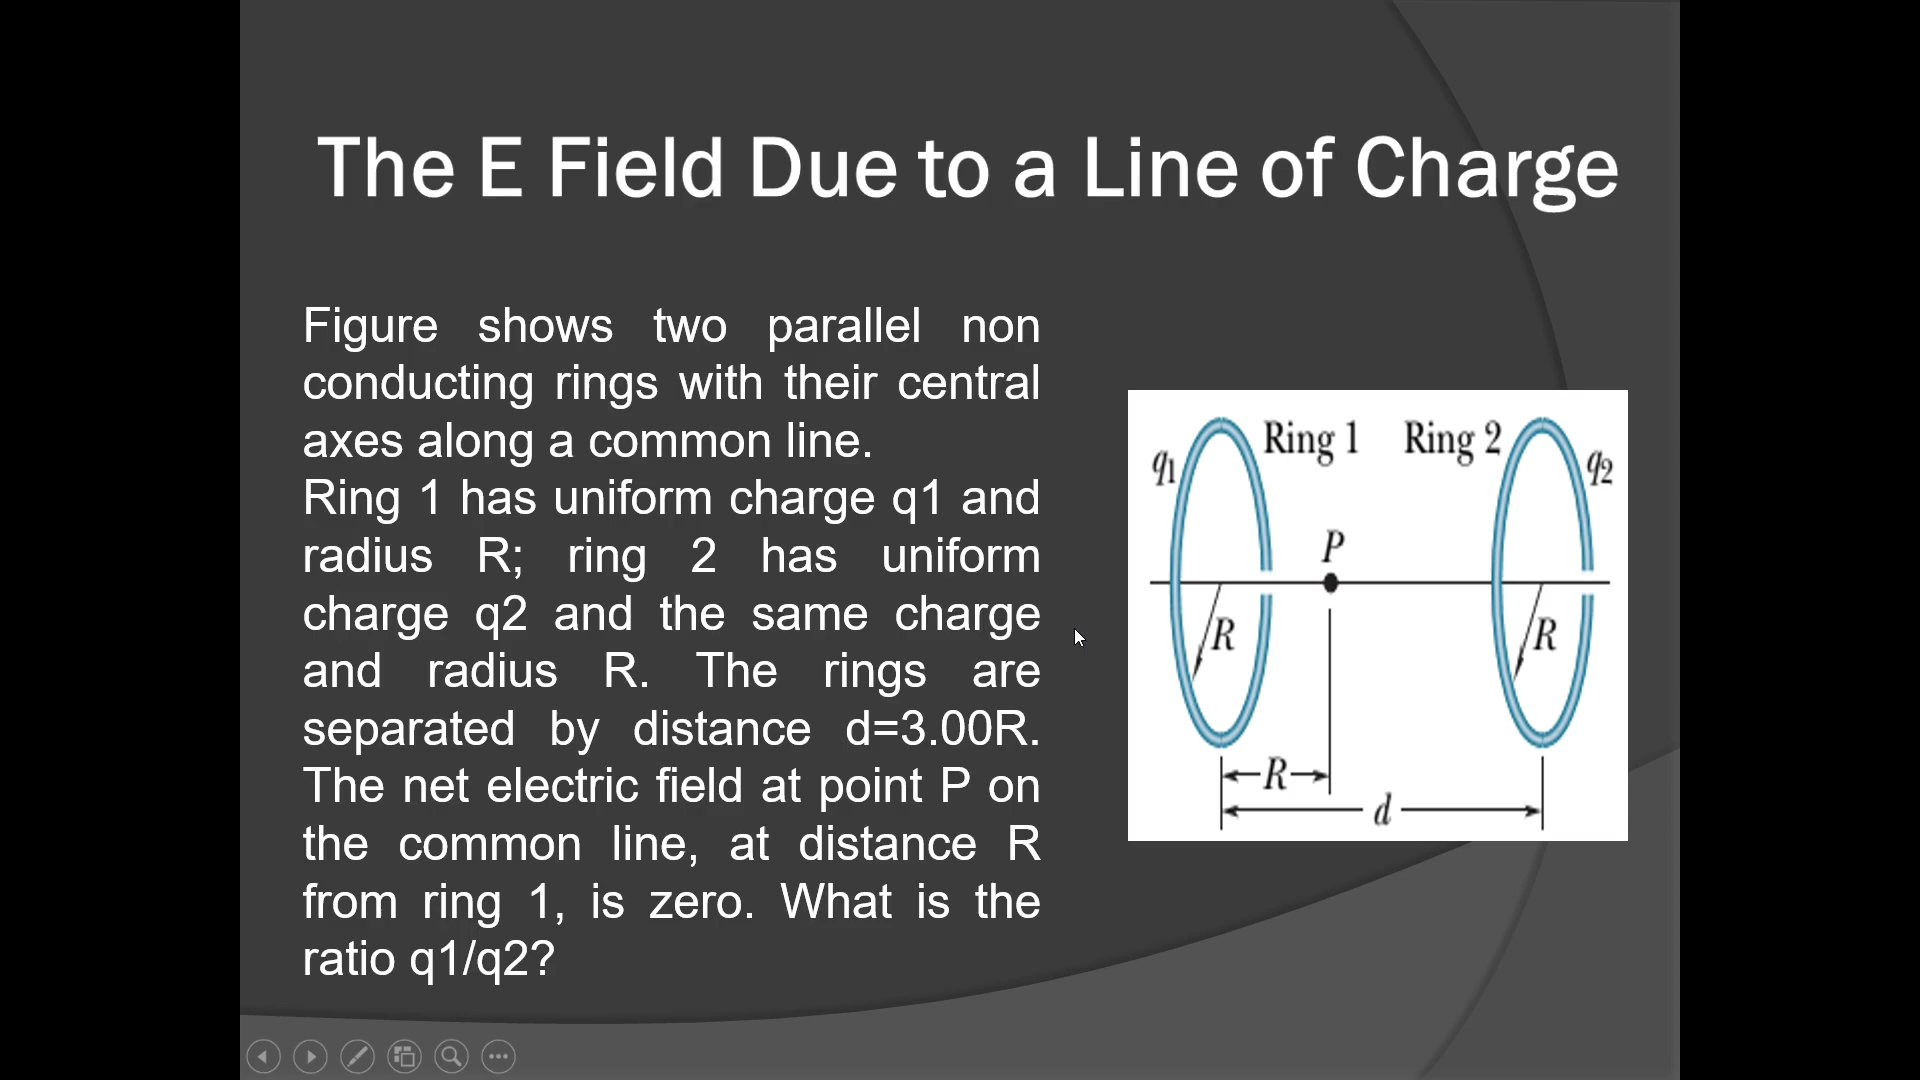 The E Field Due to a Line of Charge
Figure shows two parallel non
conducting rings with their central
axes along a common line.
Ring 1 has uniform charge q1 and
radius R; ring 2 has uniform
charge q2 and the same charge
and radius R. The rings are
separated by distance d=3.00R.
The net electric field at point P on
the common line, at distance R
from ring 1, is zero. What is the
ratio q1/q2?
q1 Ring 1 Ring 2 q2
P
R R
R
d